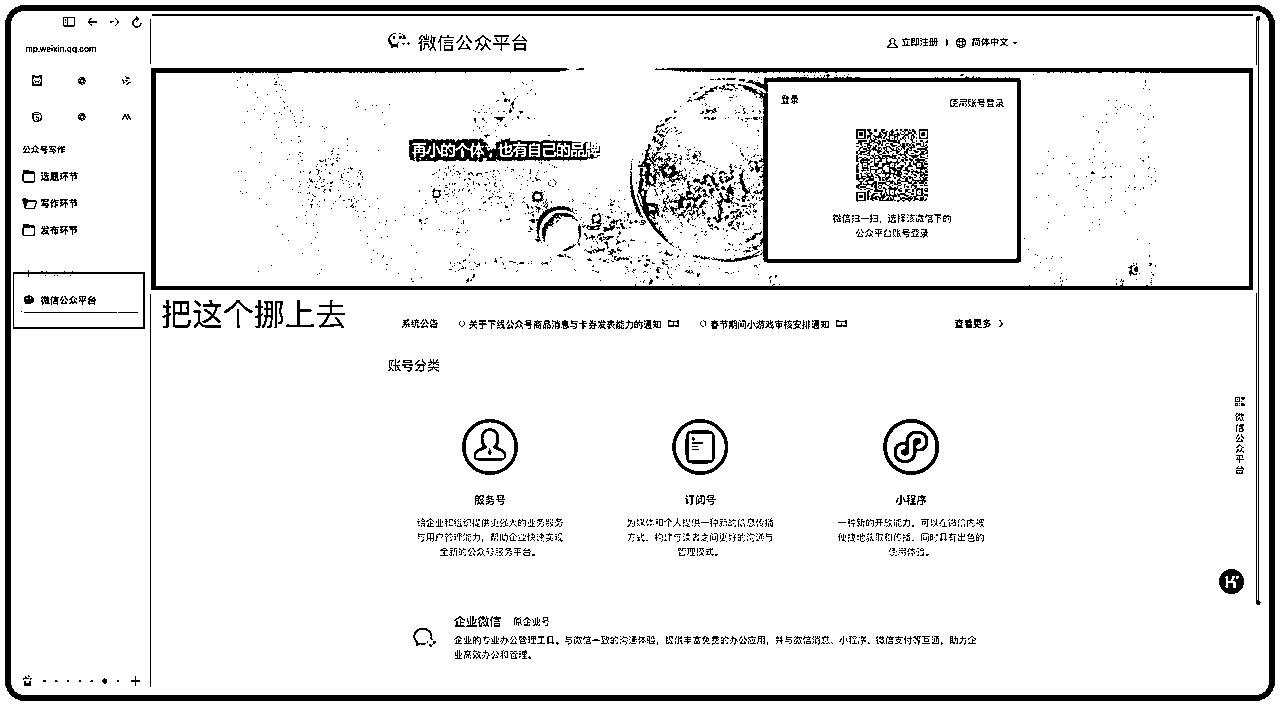 mp.weixin.qq.com
公众号写作
选题环节
写作环节
发布环节
微信公众平台
微信公众平台
立即注册
简体中文
再小的个体，也有自己的品牌
登录
使用账号登录
微信扫一扫，选择该微信下的
公众平台账号登录
把这个挪上去
系统公告
关于下线公众号商品消息与卡券发表能力的通知
春节期间小游戏审核安排通知
查看更多
账号分类
服务号
给企业和组织提供更强大的业务服务
与用户管理能力，帮助企业快速实现
全新的公众号服务平台。
订阅号
为媒体和个人提供一种新的信息传播
方式，构建与读者之间更好的沟通与
管理模式。
小程序
一种新的开放能力，可以在微信内被
便捷地获取和传播，同时具有出色的
使用体验。
企业微信 原企业号
企业的专业办公管理工具。与微信一致的沟通体验，提供丰富免费的办公应用，并与微信消息、小程序、微信支付等互通，助力企
业高效办公和管理。
微信公众平台